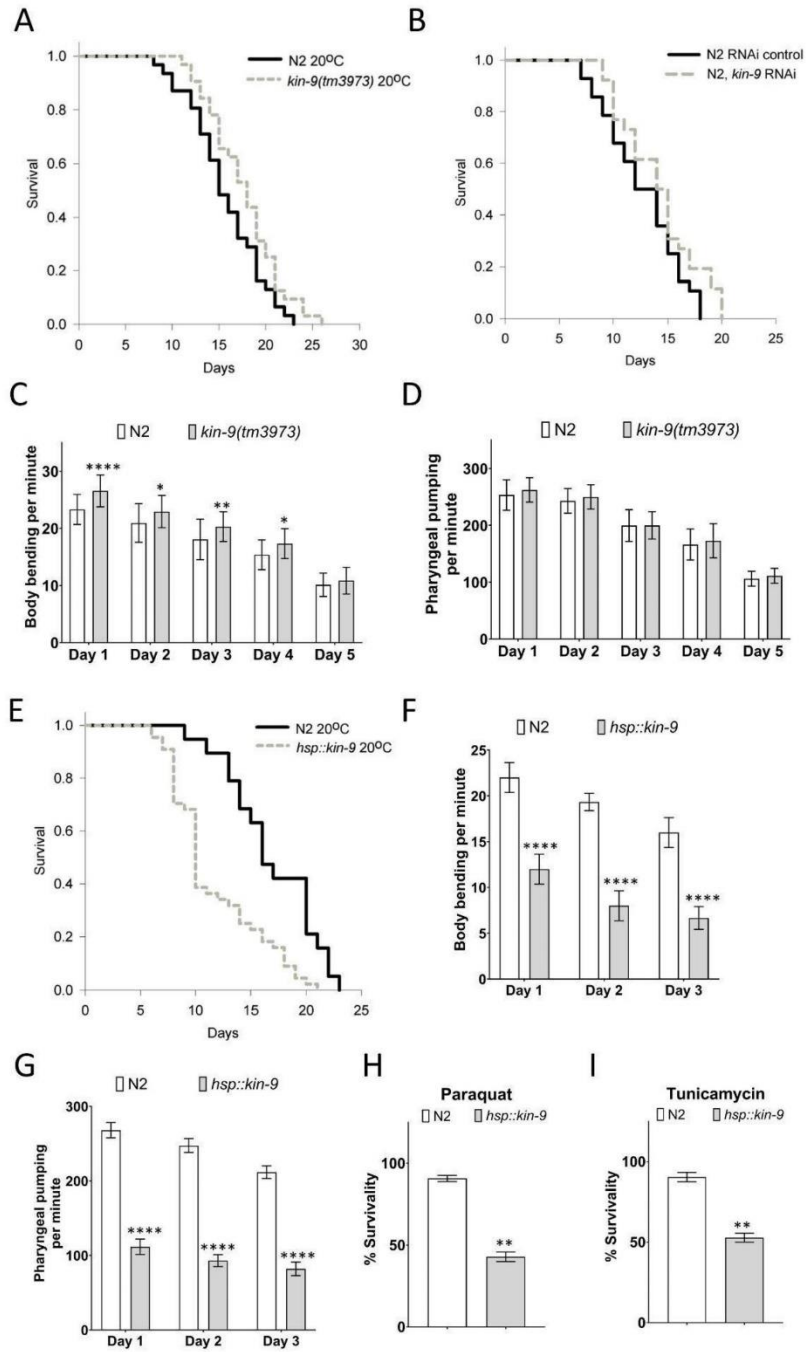 A
N2 20ºC
kin-9(tm3973) 20ºC
Survival
1.0
0.8
0.6
0.4
0.2
0.0
0 5 10 15 20 25 30
Days
B
N2 RNAi control
N2, kin-9 RNAi
Survival
1.0
0.8
0.6
0.4
0.2
0.0
0 5 10 15 20 25
Days
C
N2 kin-9(tm3973)
Body bending per minute
30
20
10
0
****
*
**
*
Day 1 Day 2 Day 3 Day 4 Day 5
D
N2 kin-9(tm3973)
Pharyngeal pumping
per minute
300
200
100
0
Day 1 Day 2 Day 3 Day 4 Day 5
E
N2 20ºC
hsp::kin-9 20ºC
Survival
1.0
0.8
0.6
0.4
0.2
0.0
0 5 10 15 20 25
Days
F
N2 hsp::kin-9
Body bending per minute
25
20
15
10
5
0
****
****
****
Day 1 Day 2 Day 3
G
N2 hsp::kin-9
Pharyngeal pumping
per minute
300
200
100
0
****
****
****
Day 1 Day 2 Day 3
H
Paraquat
N2 hsp::kin-9
% Survivality
100
50
0
**
I
Tunicamycin
N2 hsp::kin-9
% Survivality
100
50
0
**